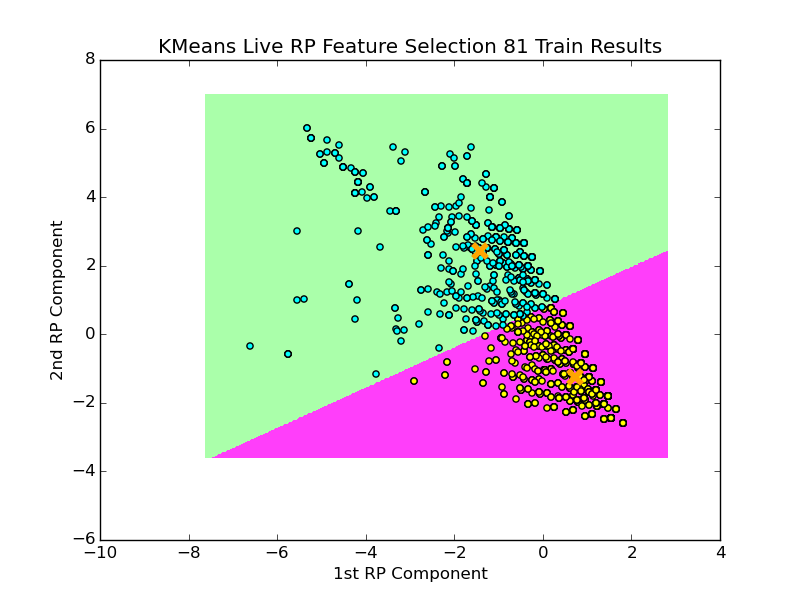 KMeans Live RP Feature Selection 81 Train Results
8
6
4
2
0
−2
−4
−6
2nd RP Component
−10 −8 −6 −4 −2 0 2 4
1st RP Component